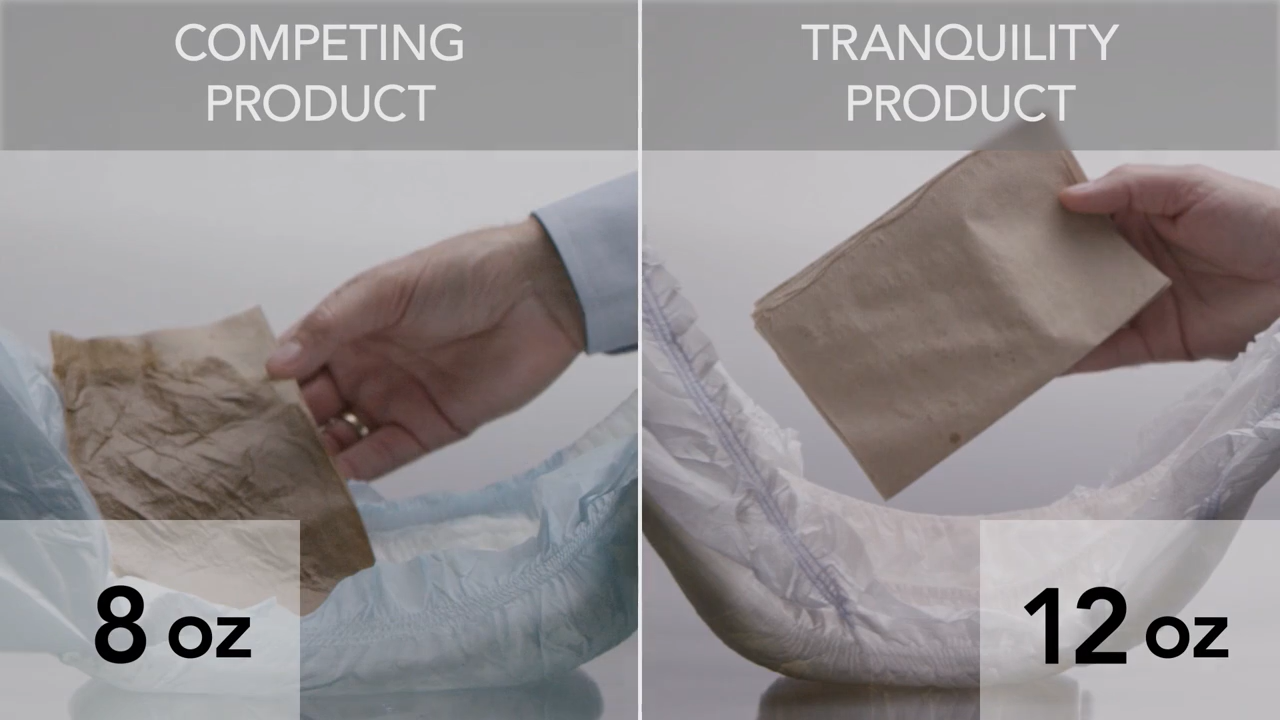 COMPETING
PRODUCT
TRANQUILITY
PRODUCT
8 oz
12 oz